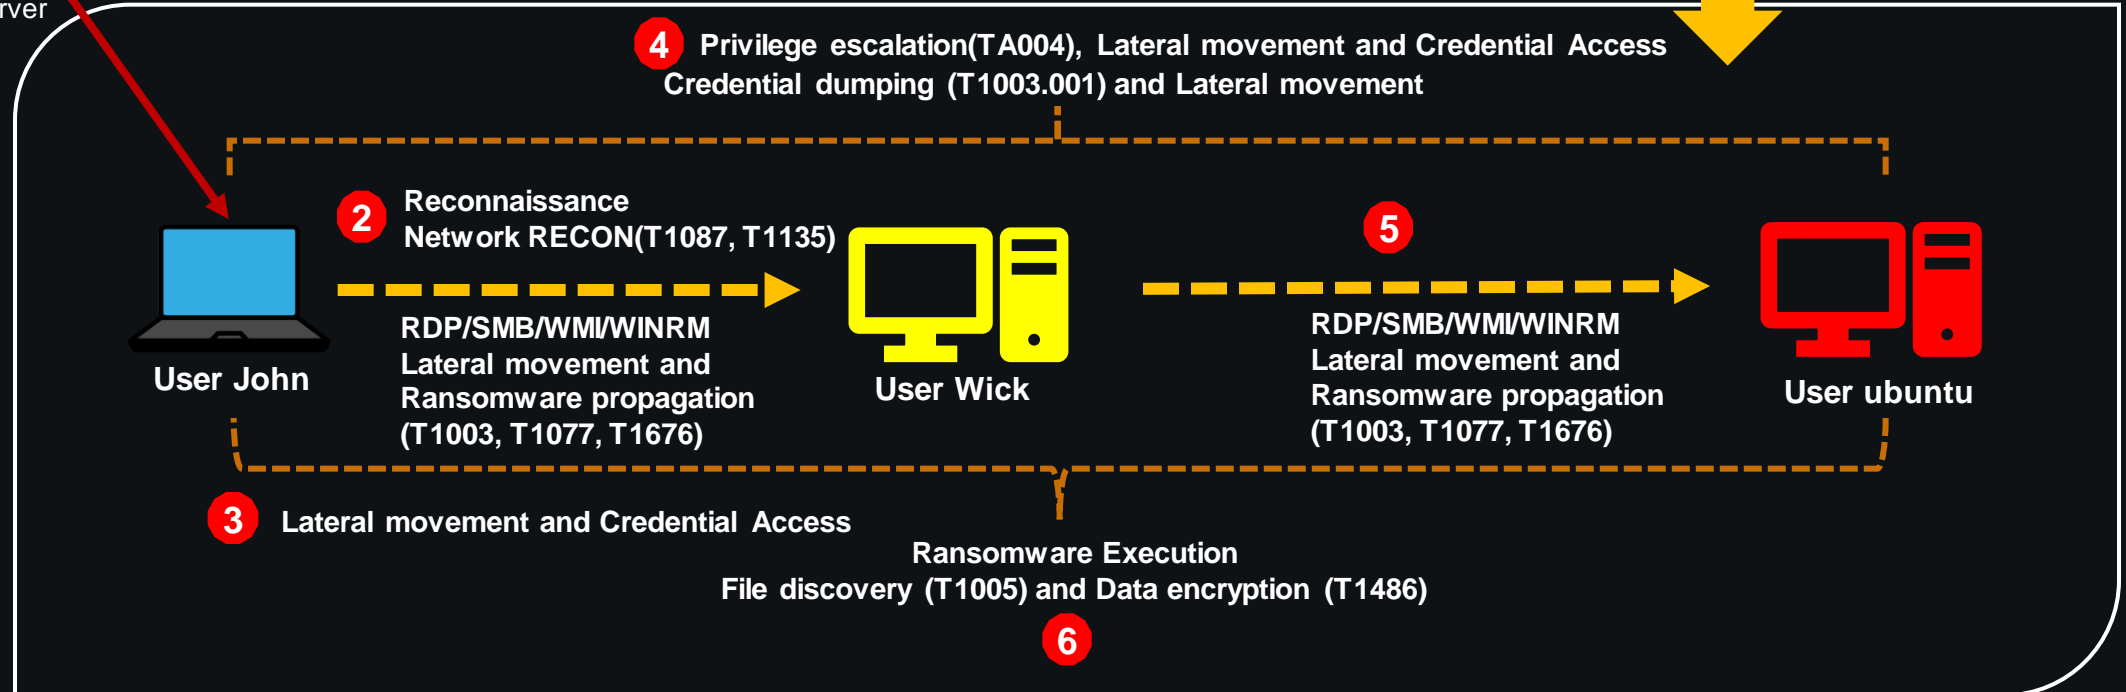 rver
4 Privilege escalation(TA004), Lateral movement and Credential Access
Credential dumping (T1003.001) and Lateral movement
2
Reconnaissance
Network RECON(T1087, T1135)
RDP/SMB/WMI/WINRM
Lateral movement and
Ransomware propagation
(T1003, T1077, T1676)
5
RDP/SMB/WMI/WINRM
Lateral movement and
Ransomware propagation
(T1003, T1077, T1676)
User John
User Wick
User ubuntu
3 Lateral movement and Credential Access
Ransomware Execution
File discovery (T1005) and Data encryption (T1486)
6